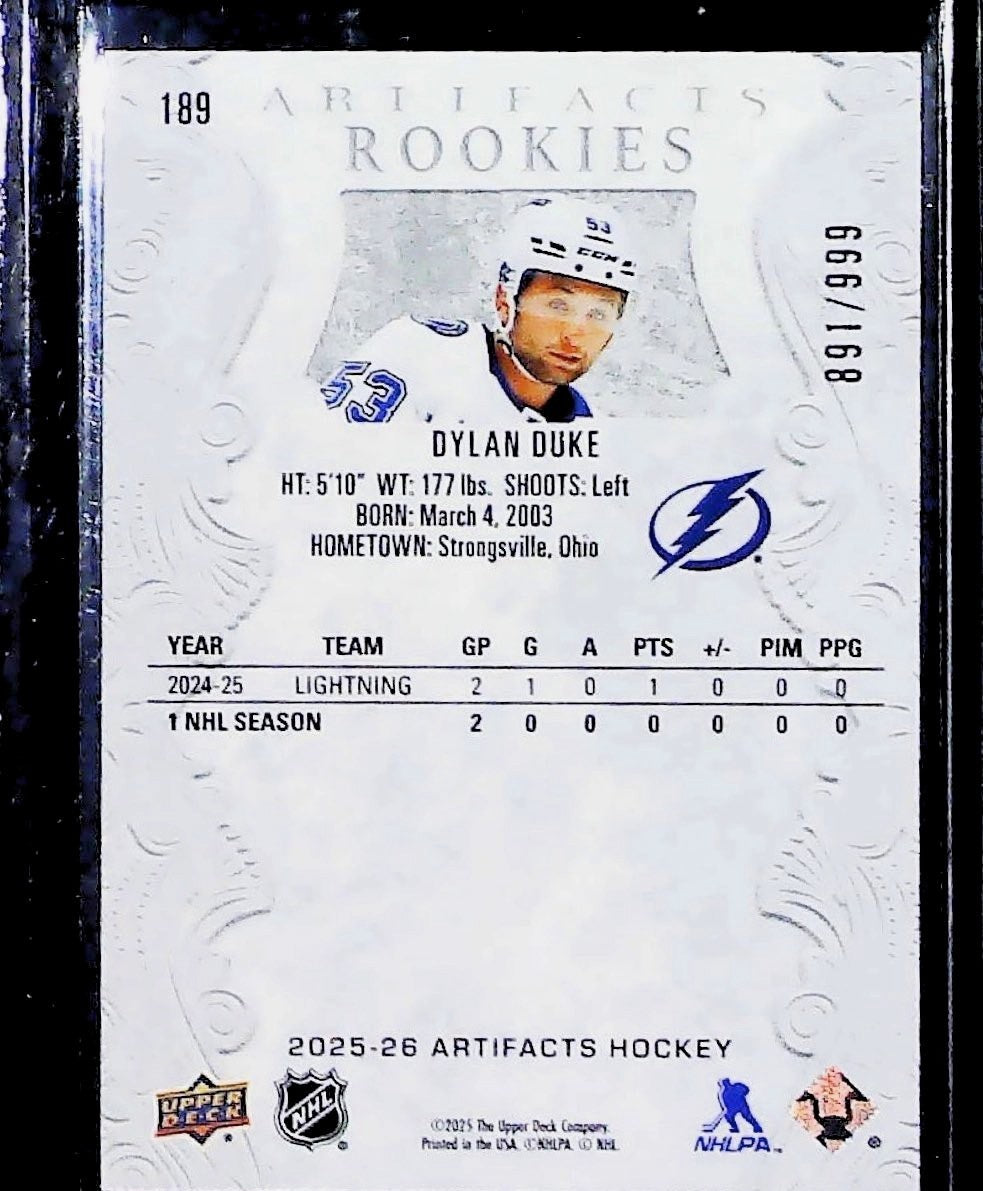 189
ARTIFACTS
ROOKIES
891/999
53
CCM
53
DYLAN DUKE
HT: 5'10" WT: 177 lbs. SHOOTS: Left
BORN: March 4, 2003
HOMETOWN: Strongsville, Ohio
YEAR TEAM GP G A PTS +/- PIM PPG
2024-25 LIGHTNING 2 1 0 1 0 0 0
1 NHL SEASON 2 0 0 0 0 0 0
2025-26 ARTIFACTS HOCKEY
UPPER DECK
NHL
©2025 The Upper Deck Company.
Printed in the USA. ©NHLPA. © NHL.
NHLPA